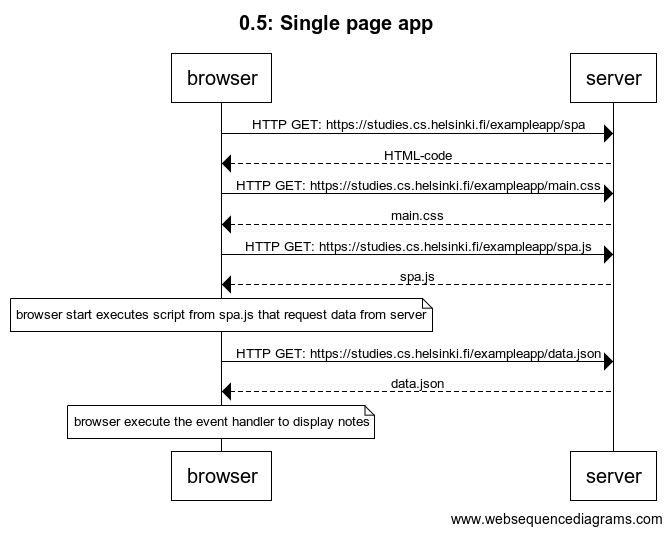 0.5: Single page app
browser
server
HTTP GET: https://studies.cs.helsinki.fi/exampleapp/spa
HTML-code
HTTP GET: https://studies.cs.helsinki.fi/exampleapp/main.css
main.css
HTTP GET: https://studies.cs.helsinki.fi/exampleapp/spa.js
spa.js
browser start executes script from spa.js that request data from server
HTTP GET: https://studies.cs.helsinki.fi/exampleapp/data.json
data.json
browser execute the event handler to display notes
browser
server
www.websequencediagrams.com